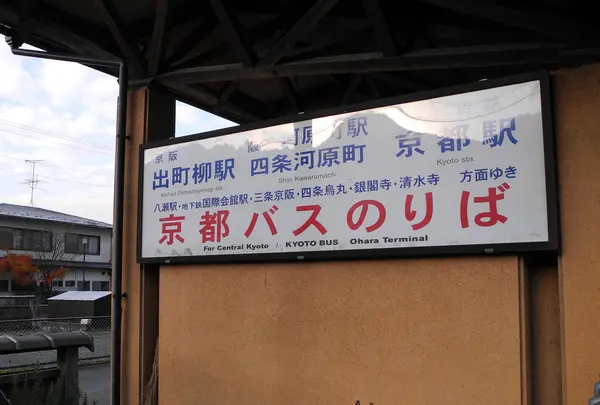 京阪
出町柳駅 四条河原町 京都駅
Keihan Demachiyanagi sta. Shijo Kawaramachi Kyoto sta.
八瀬駅・地下鉄国際会館駅・三条京阪・四条烏丸・銀閣寺・清水寺 方面ゆき
京都バスのりば
For Central Kyoto / KYOTO BUS Ohara Terminal